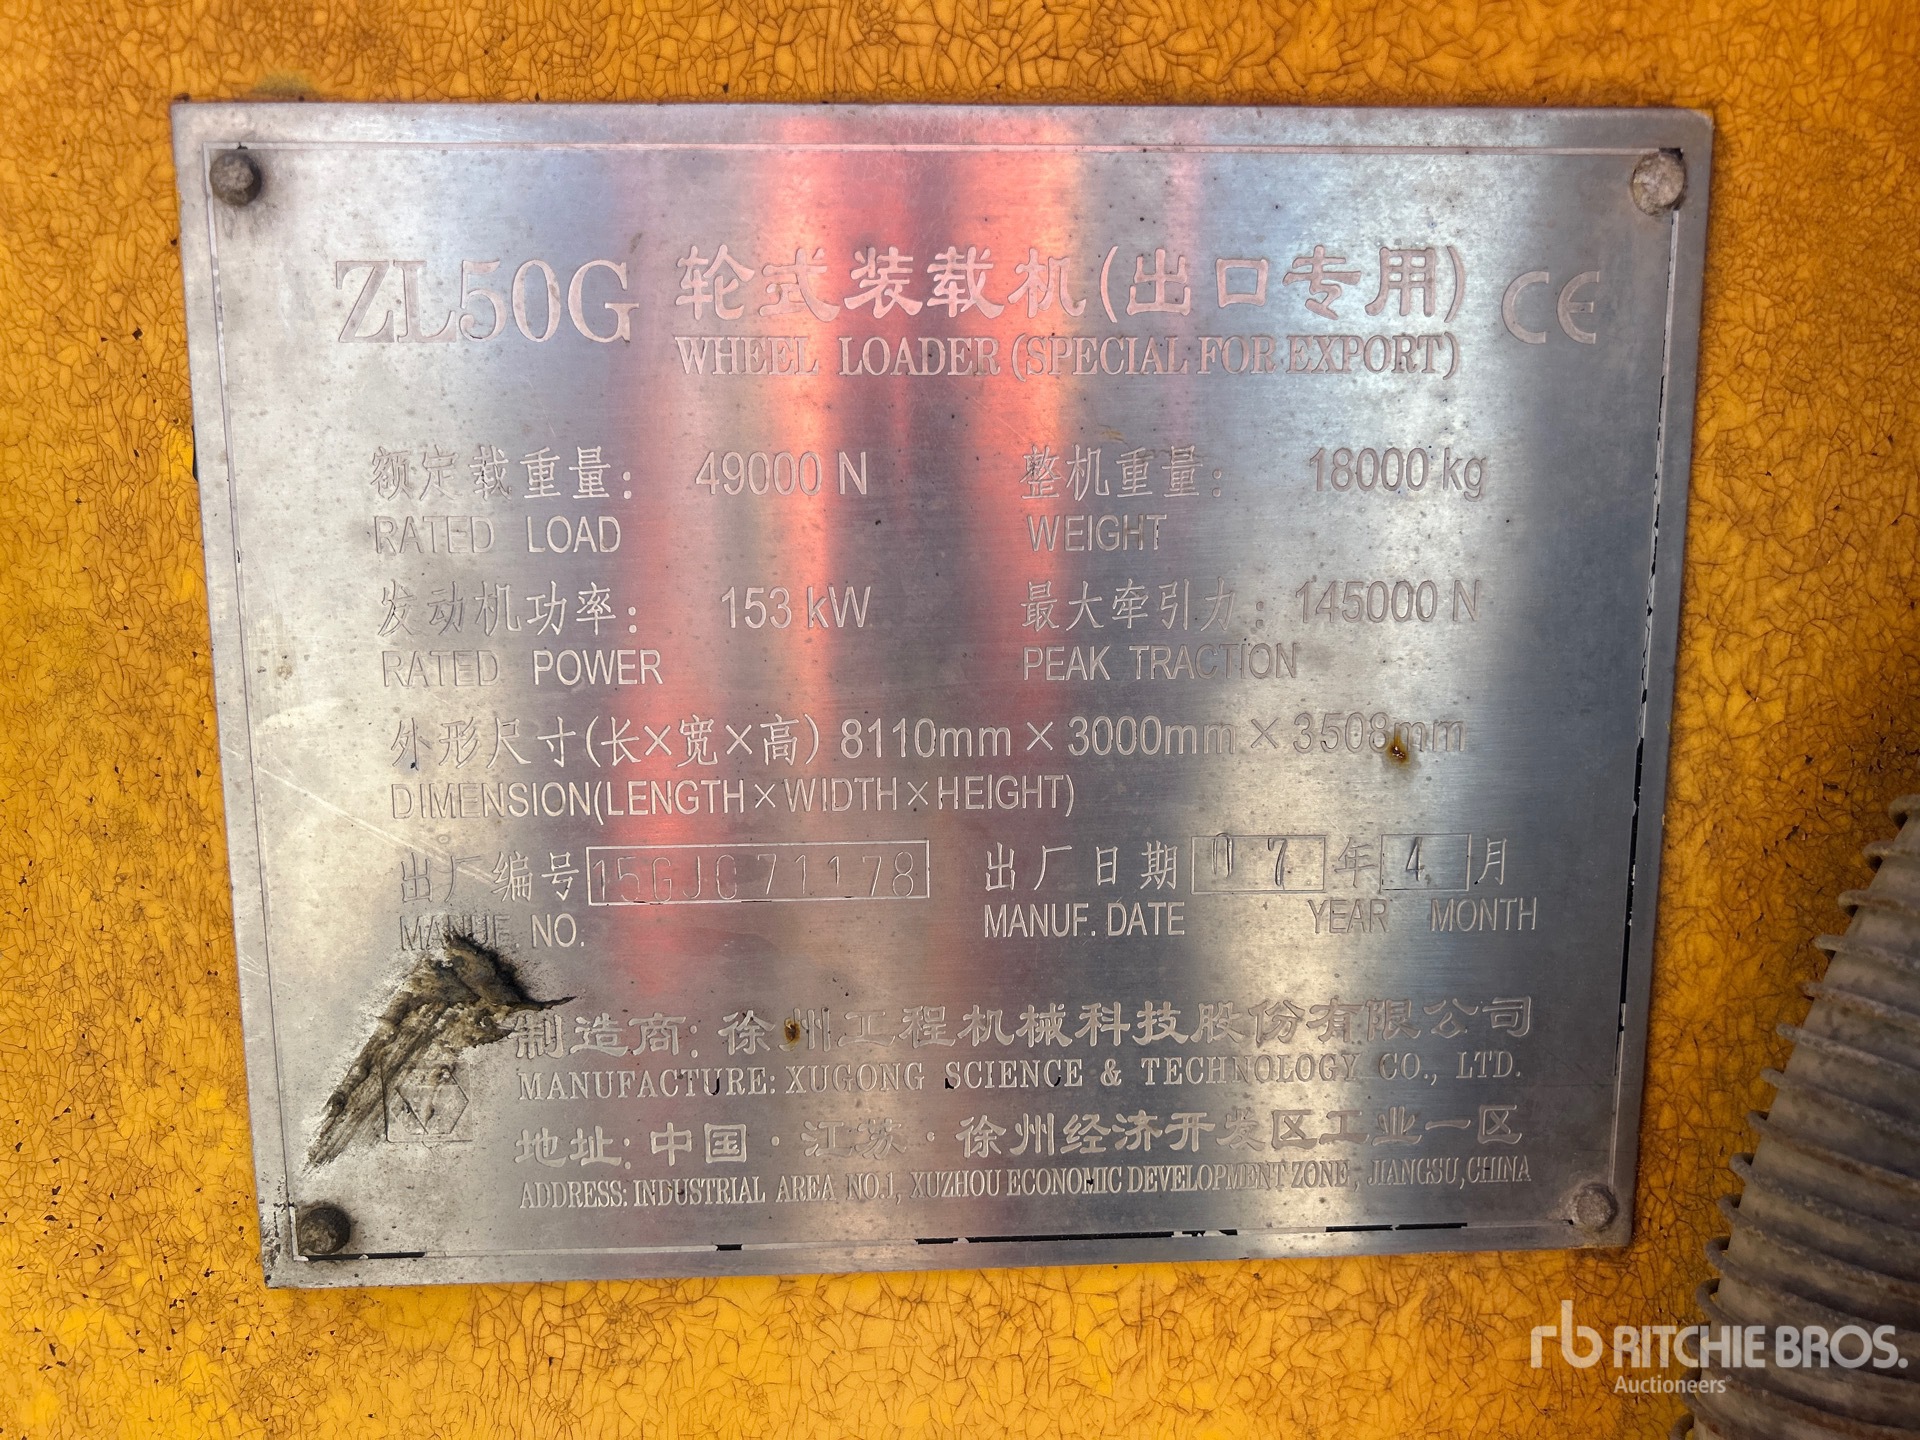 ZL50G 轮式装载机(出口专用) CE
WHEEL LOADER (SPECIAL FOR EXPORT)
额定载重量: 49000 N 整机重量: 18000 kg
RATED LOAD WEIGHT
发动机功率: 153 kW 最大牵引力: 145000 N
RATED POWER PEAK TRACTION
外形尺寸(长×宽×高) 8110mm × 3000mm × 3508mm
DIMENSION(LENGTH×WIDTH×HEIGHT)
出厂编号 15GJ071178 出厂日期 07 年 4 月
MANUF. NO. MANUF. DATE YEAR MONTH
制造商: 徐州工程机械科技股份有限公司
MANUFACTURE: XUGONG SCIENCE & TECHNOLOGY CO., LTD.
地址: 中国·江苏·徐州经济开发区工业一区
ADDRESS: INDUSTRIAL AREA NO.1, XUZHOU ECONOMIC DEVELOPMENT ZONE, JIANGSU, CHINA
rb RITCHIE BROS.
Auctioneers